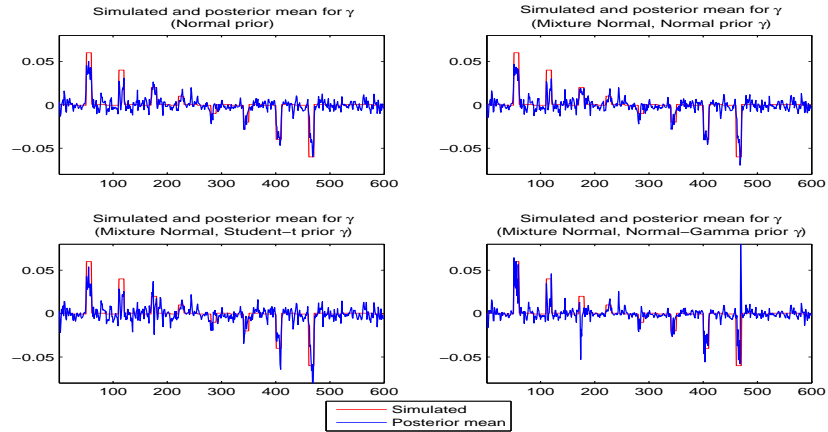 Simulated and posterior mean for γ
(Normal prior)
0.05
0
−0.05
100 200 300 400 500 600
Simulated and posterior mean for γ
(Mixture Normal, Normal prior γ)
0.05
0
−0.05
100 200 300 400 500 600
Simulated and posterior mean for γ
(Mixture Normal, Student−t prior γ)
0.05
0
−0.05
100 200 300 400 500 600
Simulated and posterior mean for γ
(Mixture Normal, Normal−Gamma prior γ)
0.05
0
−0.05
100 200 300 400 500 600
Simulated
Posterior mean